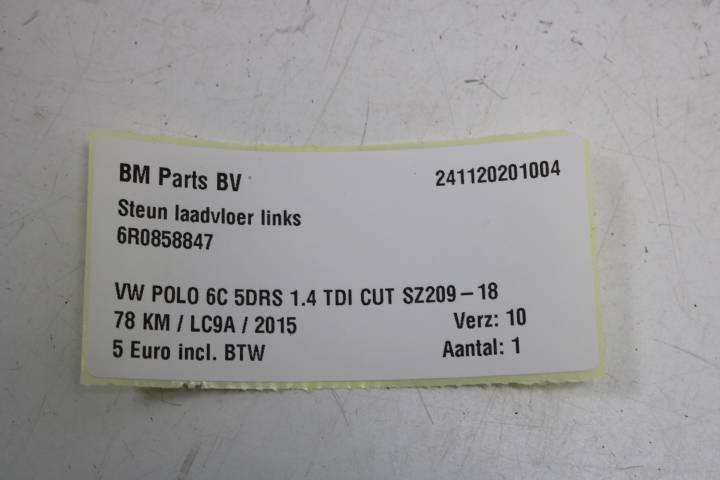 BM Parts BV 241120201004
Steun laadvloer links
6R0858847
VW POLO 6C 5DRS 1.4 TDI CUT SZ209-18
78 KM / LC9A / 2015 Verz: 10
5 Euro incl. BTW Aantal: 1